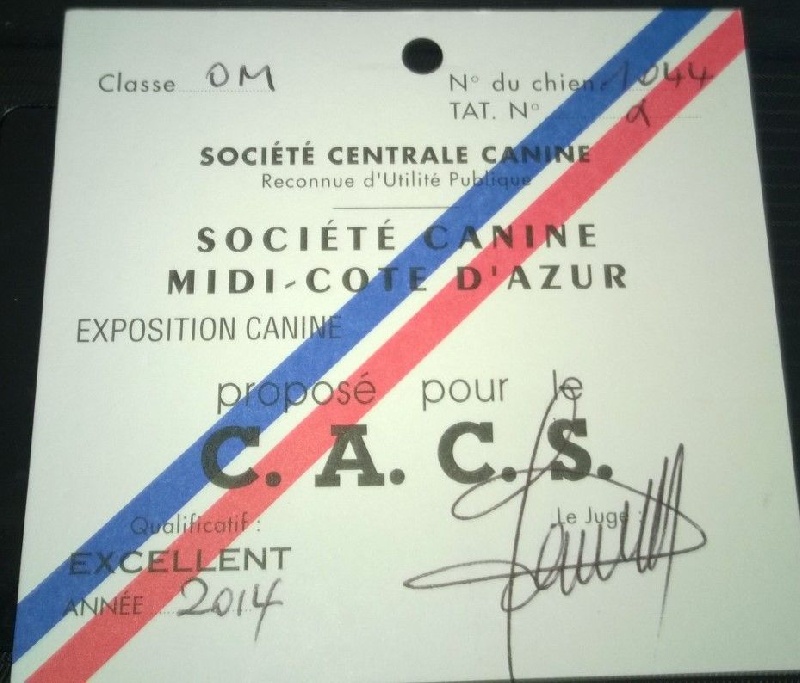 Classe OM
N° du chien 1044
TAT. N°
SOCIÉTÉ CENTRALE CANINE
Reconnue d'Utilité Publique
SOCIÉTÉ CANINE
MIDI-COTE D'AZUR
EXPOSITION CANINE
proposé pour le
C. A. C. S.
Qualificatif :
Le Juge :
EXCELLENT
ANNÉE 2014